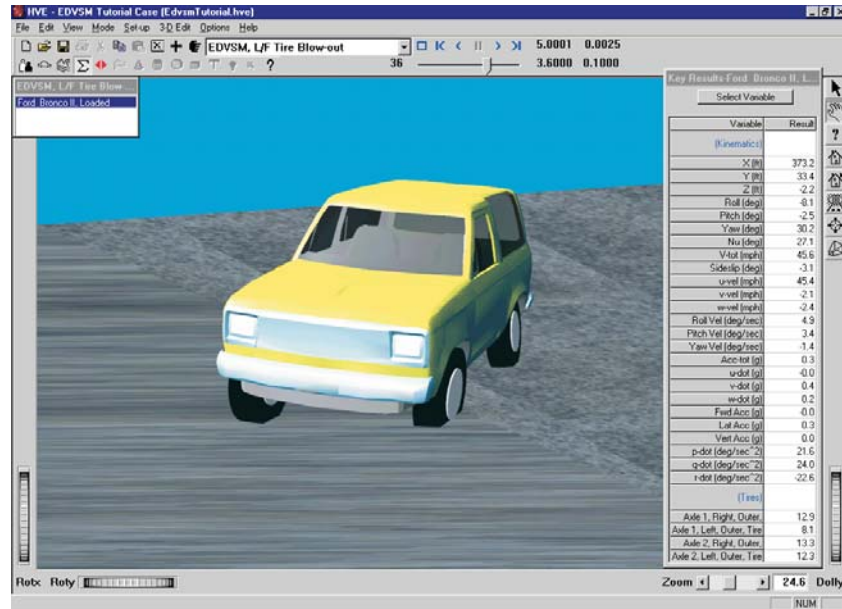 HVE - EDVSM Tutorial Case (EdvsmTutorial.hve)
File Edit View Mode Set-up 3-D Edit Options Help
EDVSM, L/F Tire Blow-out 5.0001 0.0025
36 3.6000 0.1000
EDVSM, L/F Tire Blow-...
Ford Bronco II, Loaded
Key Results-Ford Bronco II, L...
Select Variable
Variable Result
(Kinematics)
X (ft) 373.2
Y (ft) 33.4
Z (ft) -2.2
Roll (deg) -8.1
Pitch (deg) -2.5
Yaw (deg) 30.2
Nu (deg) 27.1
V-tot (mph) 45.6
Sideslip (deg) -3.1
u-vel (mph) 45.4
v-vel (mph) -2.1
w-vel (mph) -2.4
Roll Vel (deg/sec) 4.9
Pitch Vel (deg/sec) 3.4
Yaw Vel (deg/sec) -1.4
Acc-tot (g) 0.3
u-dot (g) -0.0
v-dot (g) 0.4
w-dot (g) 0.2
Fwd Acc (g) -0.0
Lat Acc (g) 0.3
Vert Acc (g) 0.0
p-dot (deg/sec^2) 21.6
q-dot (deg/sec^2) 24.0
r-dot (deg/sec^2) -22.6
(Tires)
Axle 1, Right, Outer, 12.9
Axle 1, Left, Outer, Tire 8.1
Axle 2, Right, Outer, 13.3
Axle 2, Left, Outer, Tire 12.3
Rotx Roty Zoom 24.6 Dolly
NUM